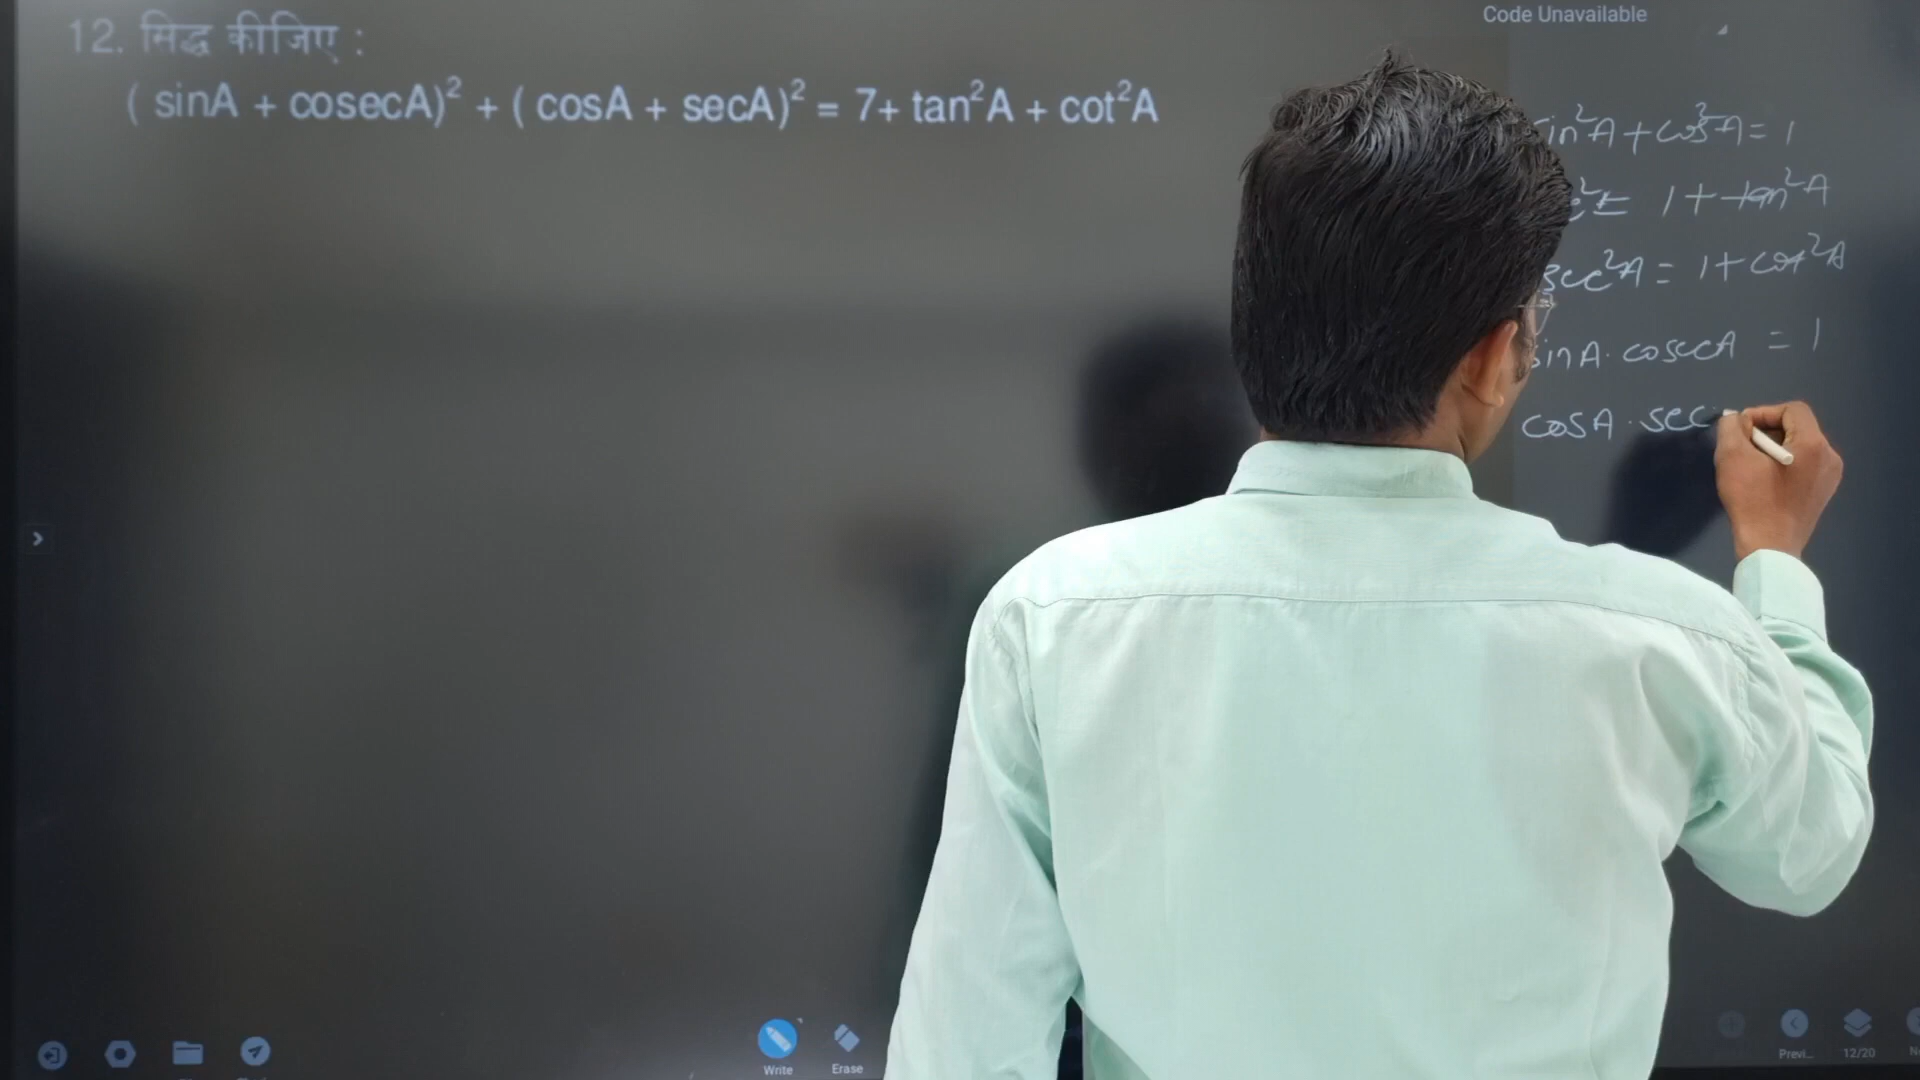 Code Unavailable
12. सिद्ध कीजिए :
( sinA + cosecA)² + ( cosA + secA)² = 7+ tan²A + cot²A
in²A + cos²A = 1
= 1 + tan²A
sec²A = 1 + cot²A
sinA · cosecA = 1
cosA · sec
Write
Erase
Previ...
12/20